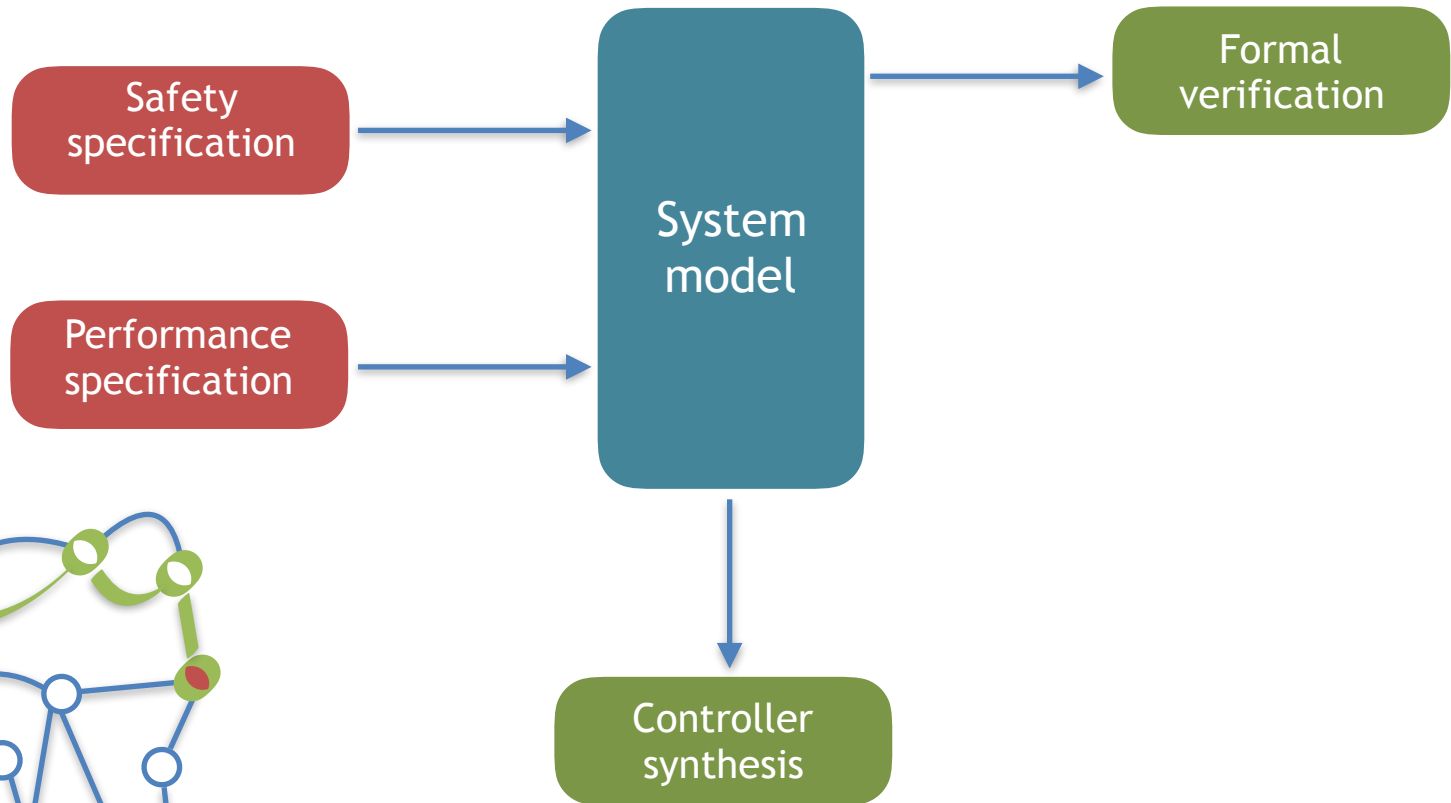 Safety
specification
Performance
specification
System
model
Formal
verification
Controller
synthesis